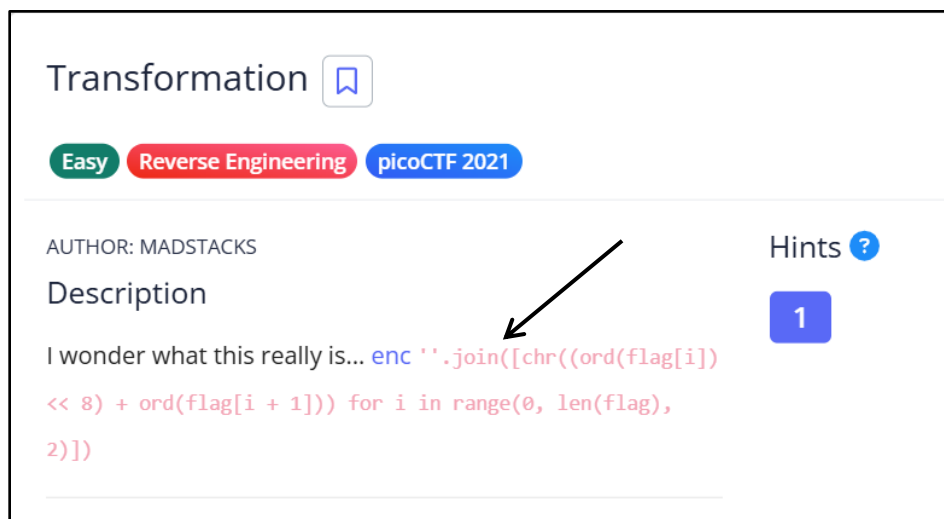 Transformation
Easy Reverse Engineering picoCTF 2021
AUTHOR: MADSTACKS
Hints ?
Description
1
I wonder what this really is... enc ''.join([chr((ord(flag[i])
<< 8) + ord(flag[i + 1])) for i in range(0, len(flag),
2)])